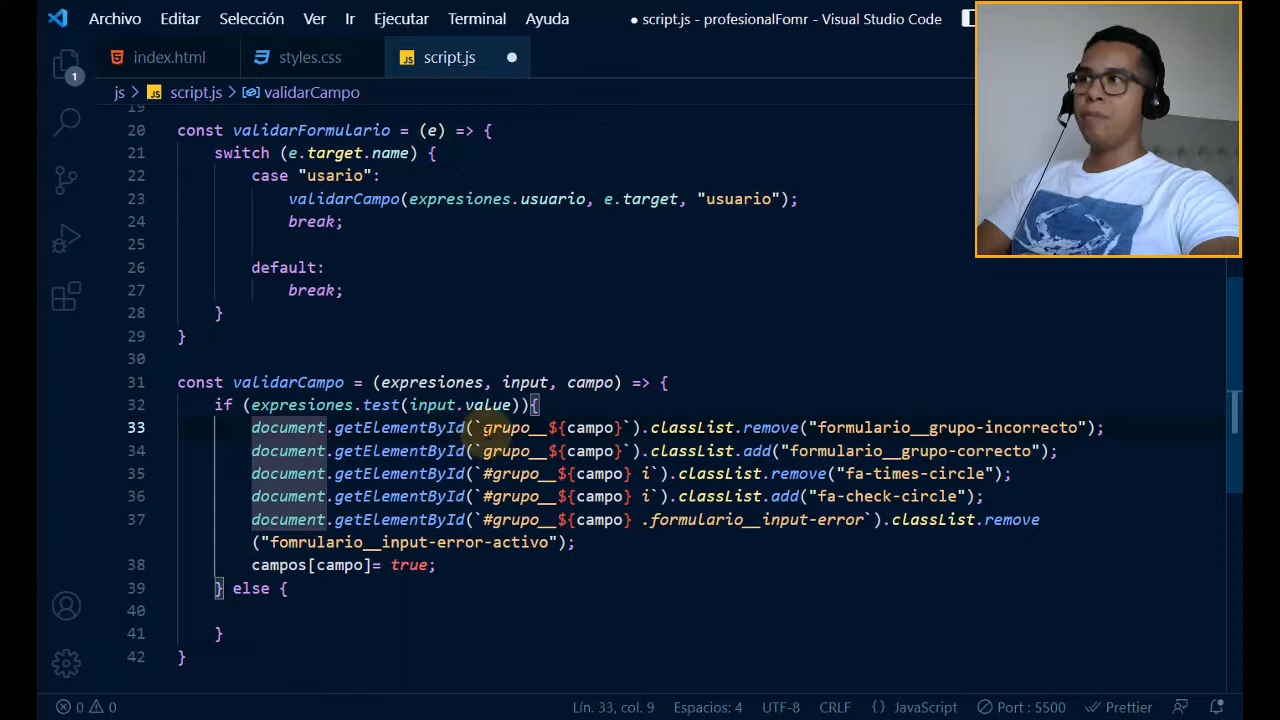 Archivo Editar Selección Ver Ir Ejecutar Terminal Ayuda ● script.js - profesionalFomr - Visual Studio Code
index.html styles.css JS script.js
js > JS script.js > validarCampo
1
19
20 const validarFormulario = (e) => {
21 switch (e.target.name) {
22 case "usario":
23 validarCampo(expresiones.usuario, e.target, "usuario");
24 break;
25
26 default:
27 break;
28 }
29 }
30
31 const validarCampo = (expresiones, input, campo) => {
32 if (expresiones.test(input.value)){
33 document.getElementById(`grupo__${campo}`).classList.remove("formulario__grupo-incorrecto");
34 document.getElementById(`grupo__${campo}`).classList.add("formulario__grupo-correcto");
35 document.getElementById(`#grupo__${campo} i`).classList.remove("fa-times-circle");
36 document.getElementById(`#grupo__${campo} i`).classList.add("fa-check-circle");
37 document.getElementById(`#grupo__${campo} .formulario__input-error`).classList.remove
("fomrulario__input-error-activo");
38 campos[campo]= true;
39 } else {
40
41 }
42 }
0 0 Lín. 33, col. 9 Espacios: 4 UTF-8 CRLF {} JavaScript Port : 5500 Prettier